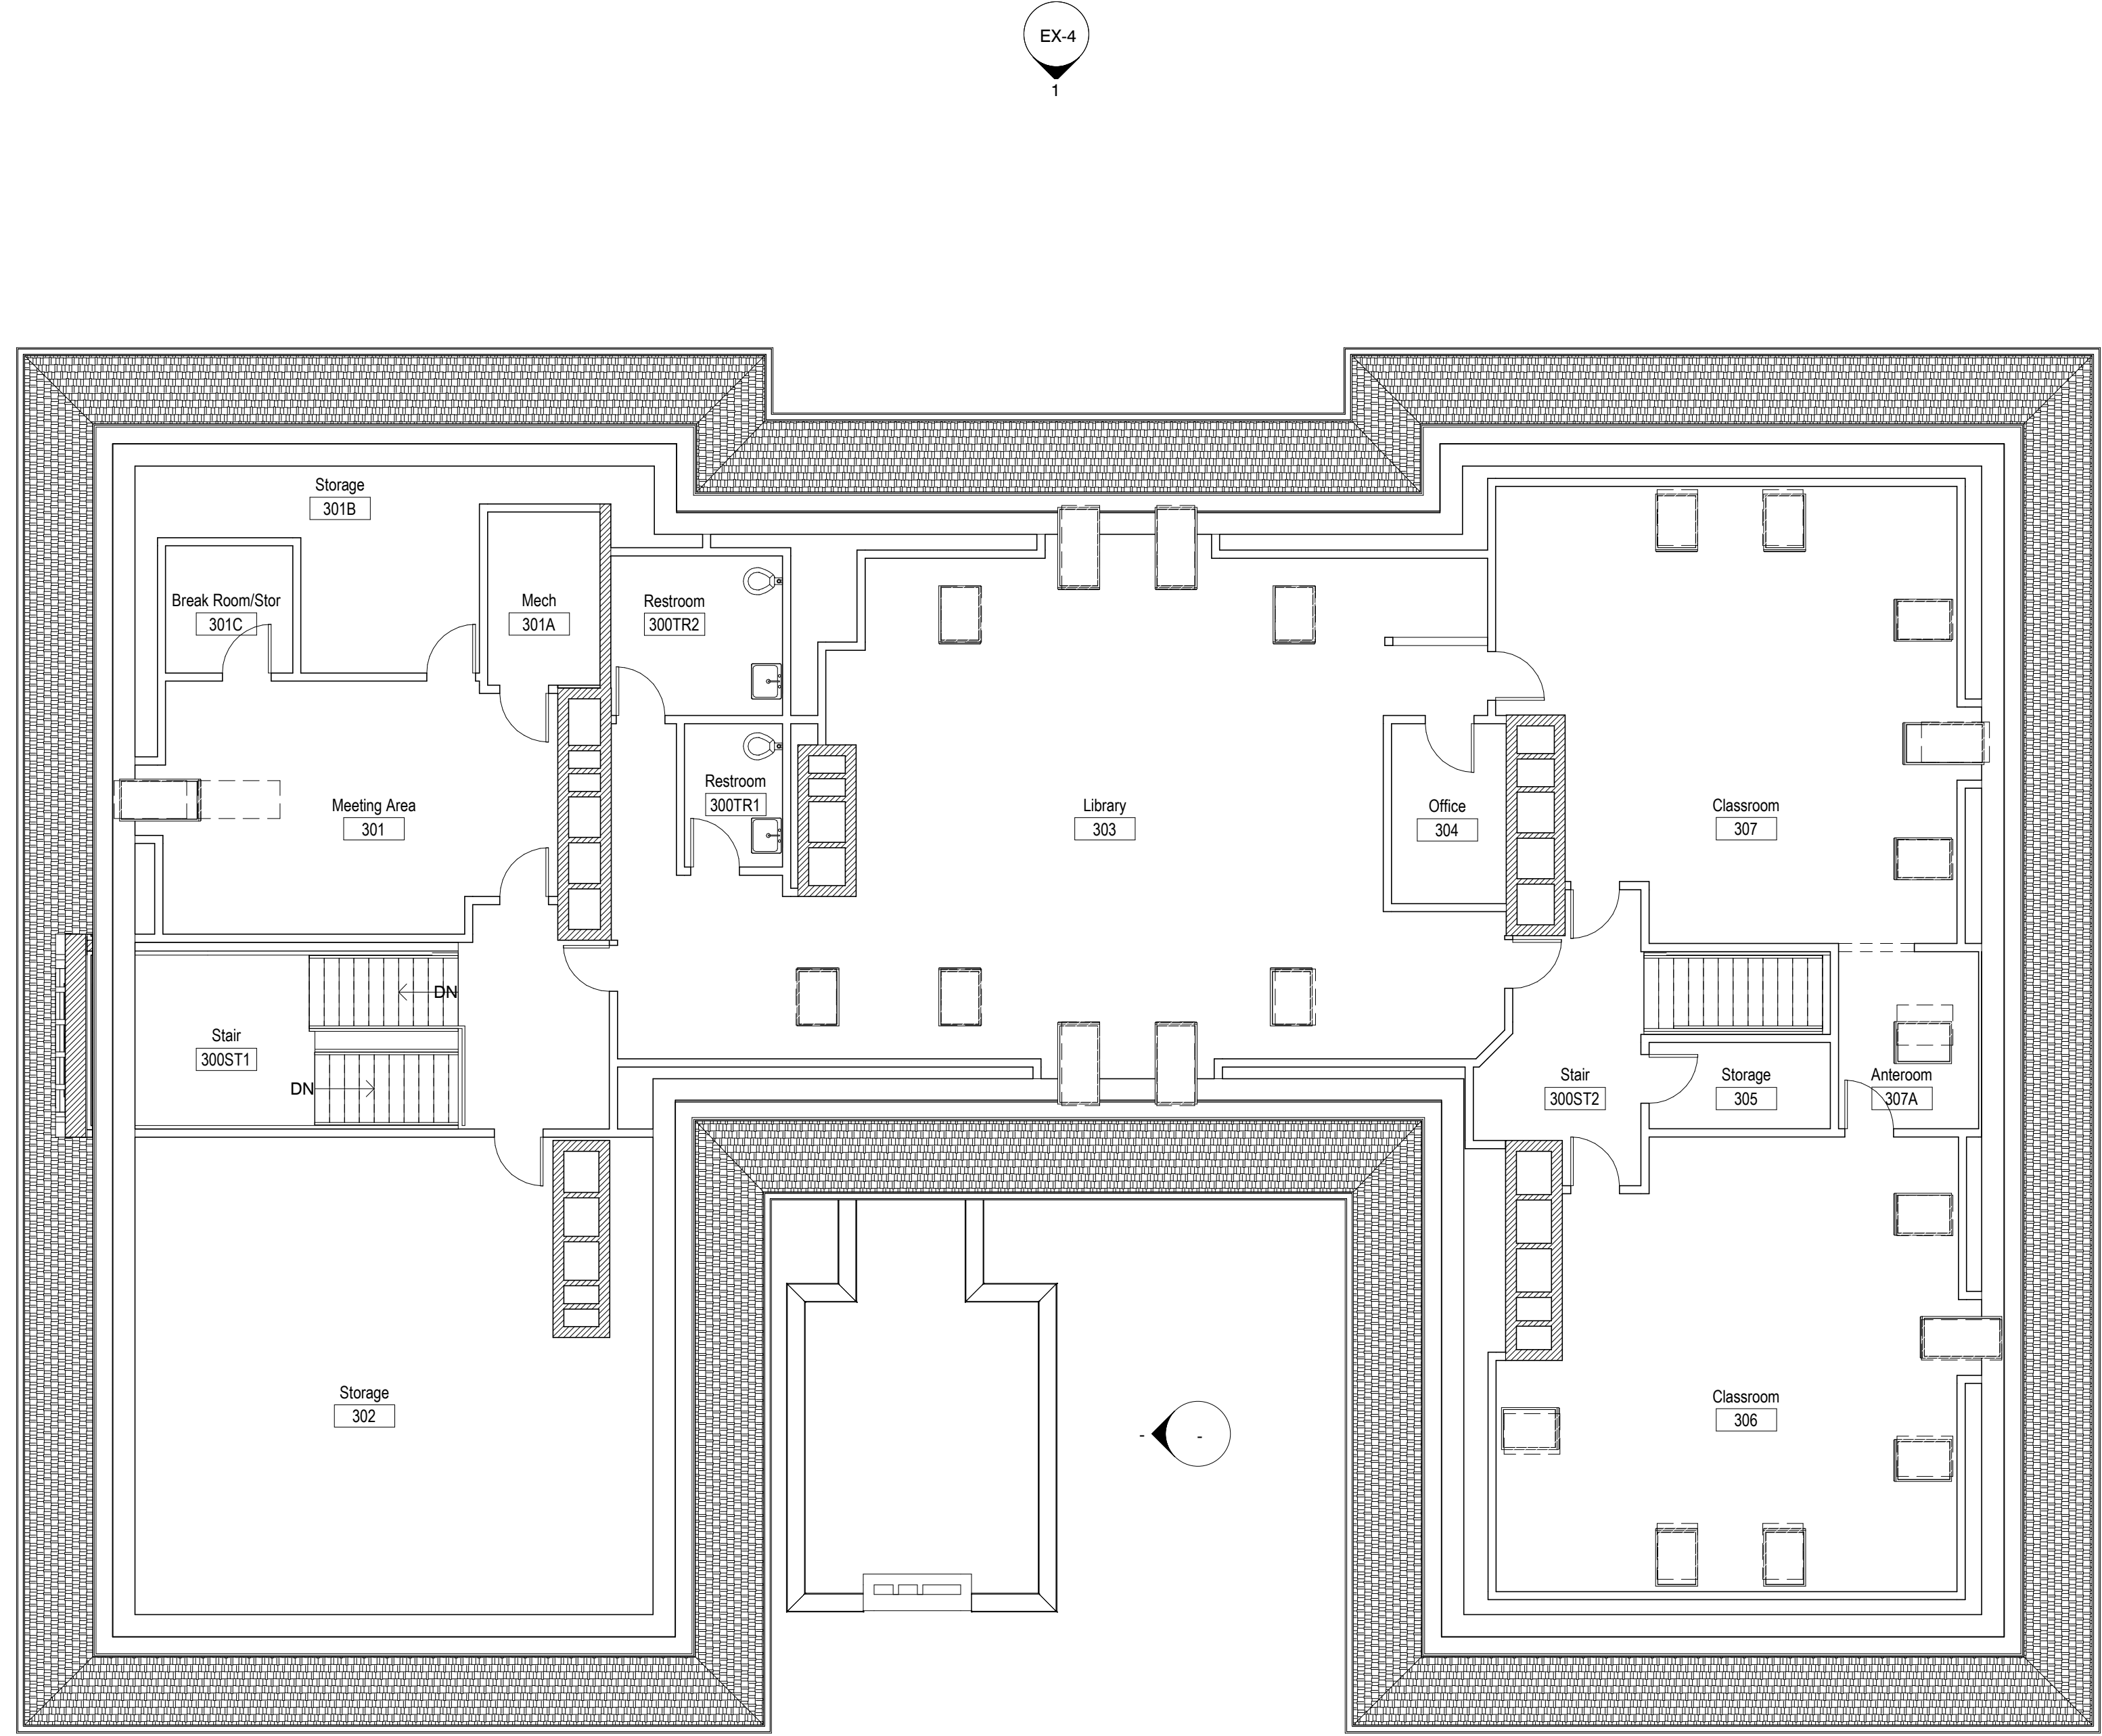 EX-4
1
Storage
301B
Break Room/Stor
301C
Mech
301A
Restroom
300TR2
Restroom
300TR1
Meeting Area
301
Library
303
Office
304
Classroom
307
DN
Stair
300ST1
DN
Stair
300ST2
Storage
305
Anteroom
307A
Storage
302
Classroom
306
-
-